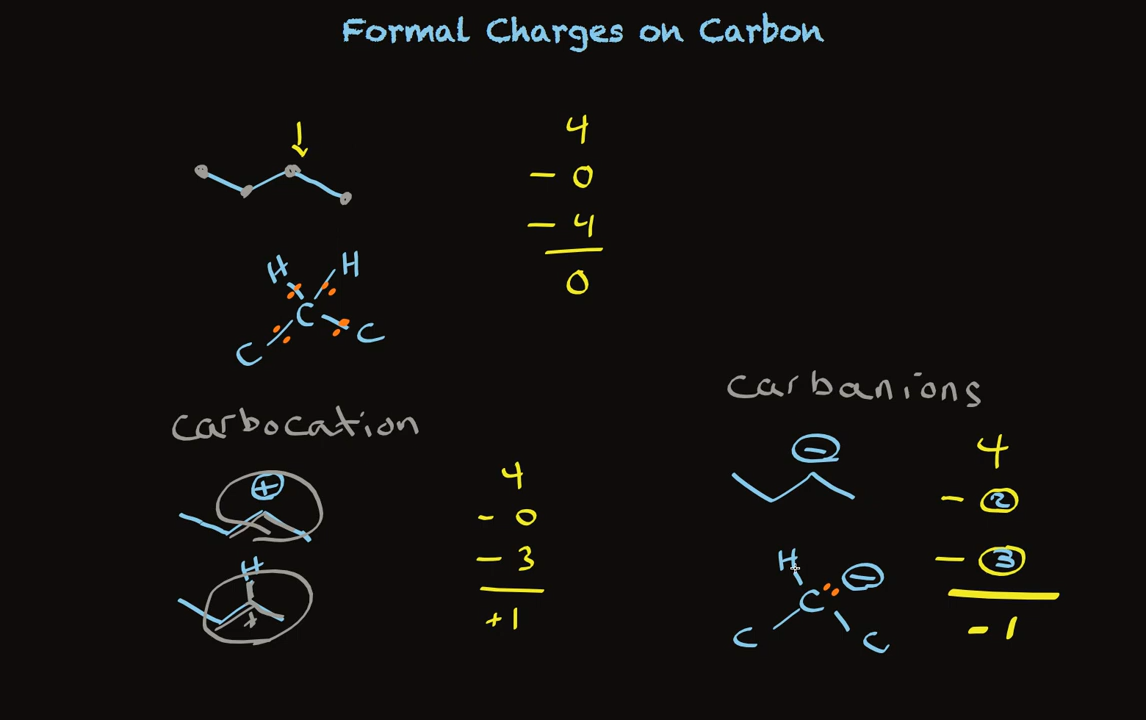 Formal Charges on Carbon
4
- 0
- 4
0
H H
C
C C
carbocation
+
4
- 0
- 3
+1
H
+
carbanions
-
4
- 2
- 3
- 1
H
C -
C C